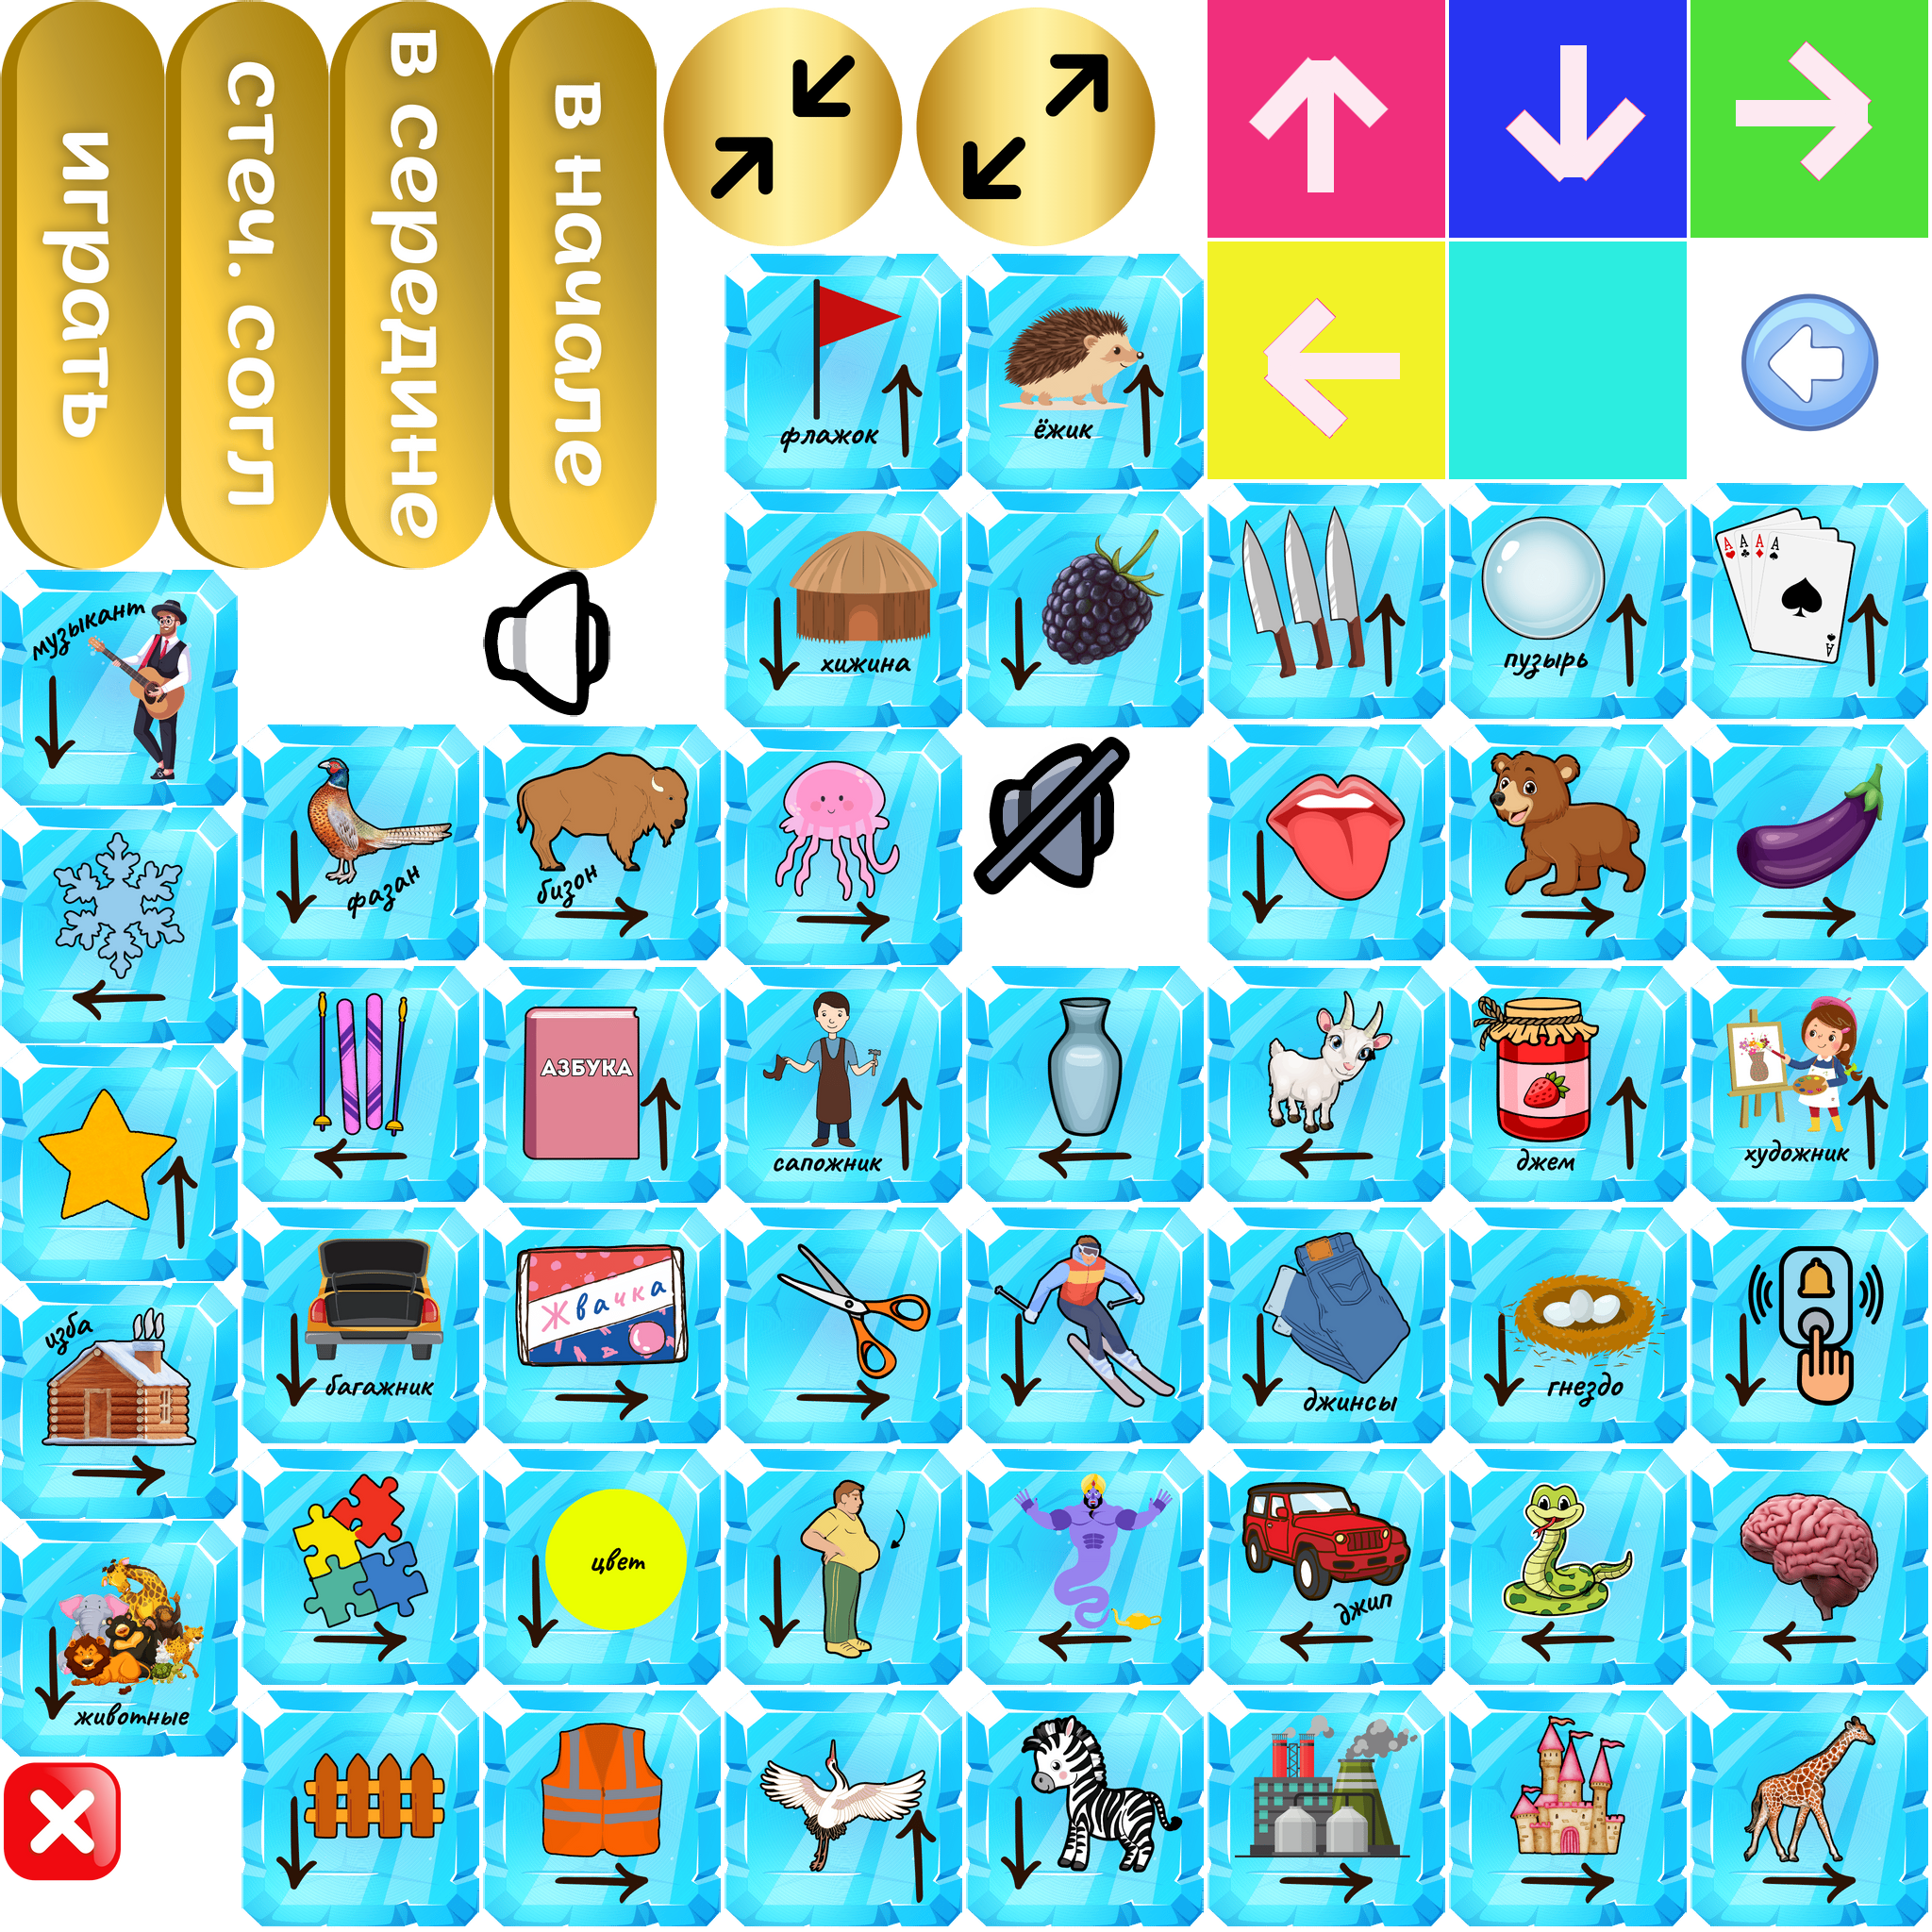 играть
стеч. согл
в середине
в начале
флажок
ёжик
хижина
пузырь
A A A A
A
музыкант
фазан
бизон
АЗБУКА
сапожник
джем
художник
изба
багажник
Жвачка
джинсы
гнездо
цвет
джип
животные